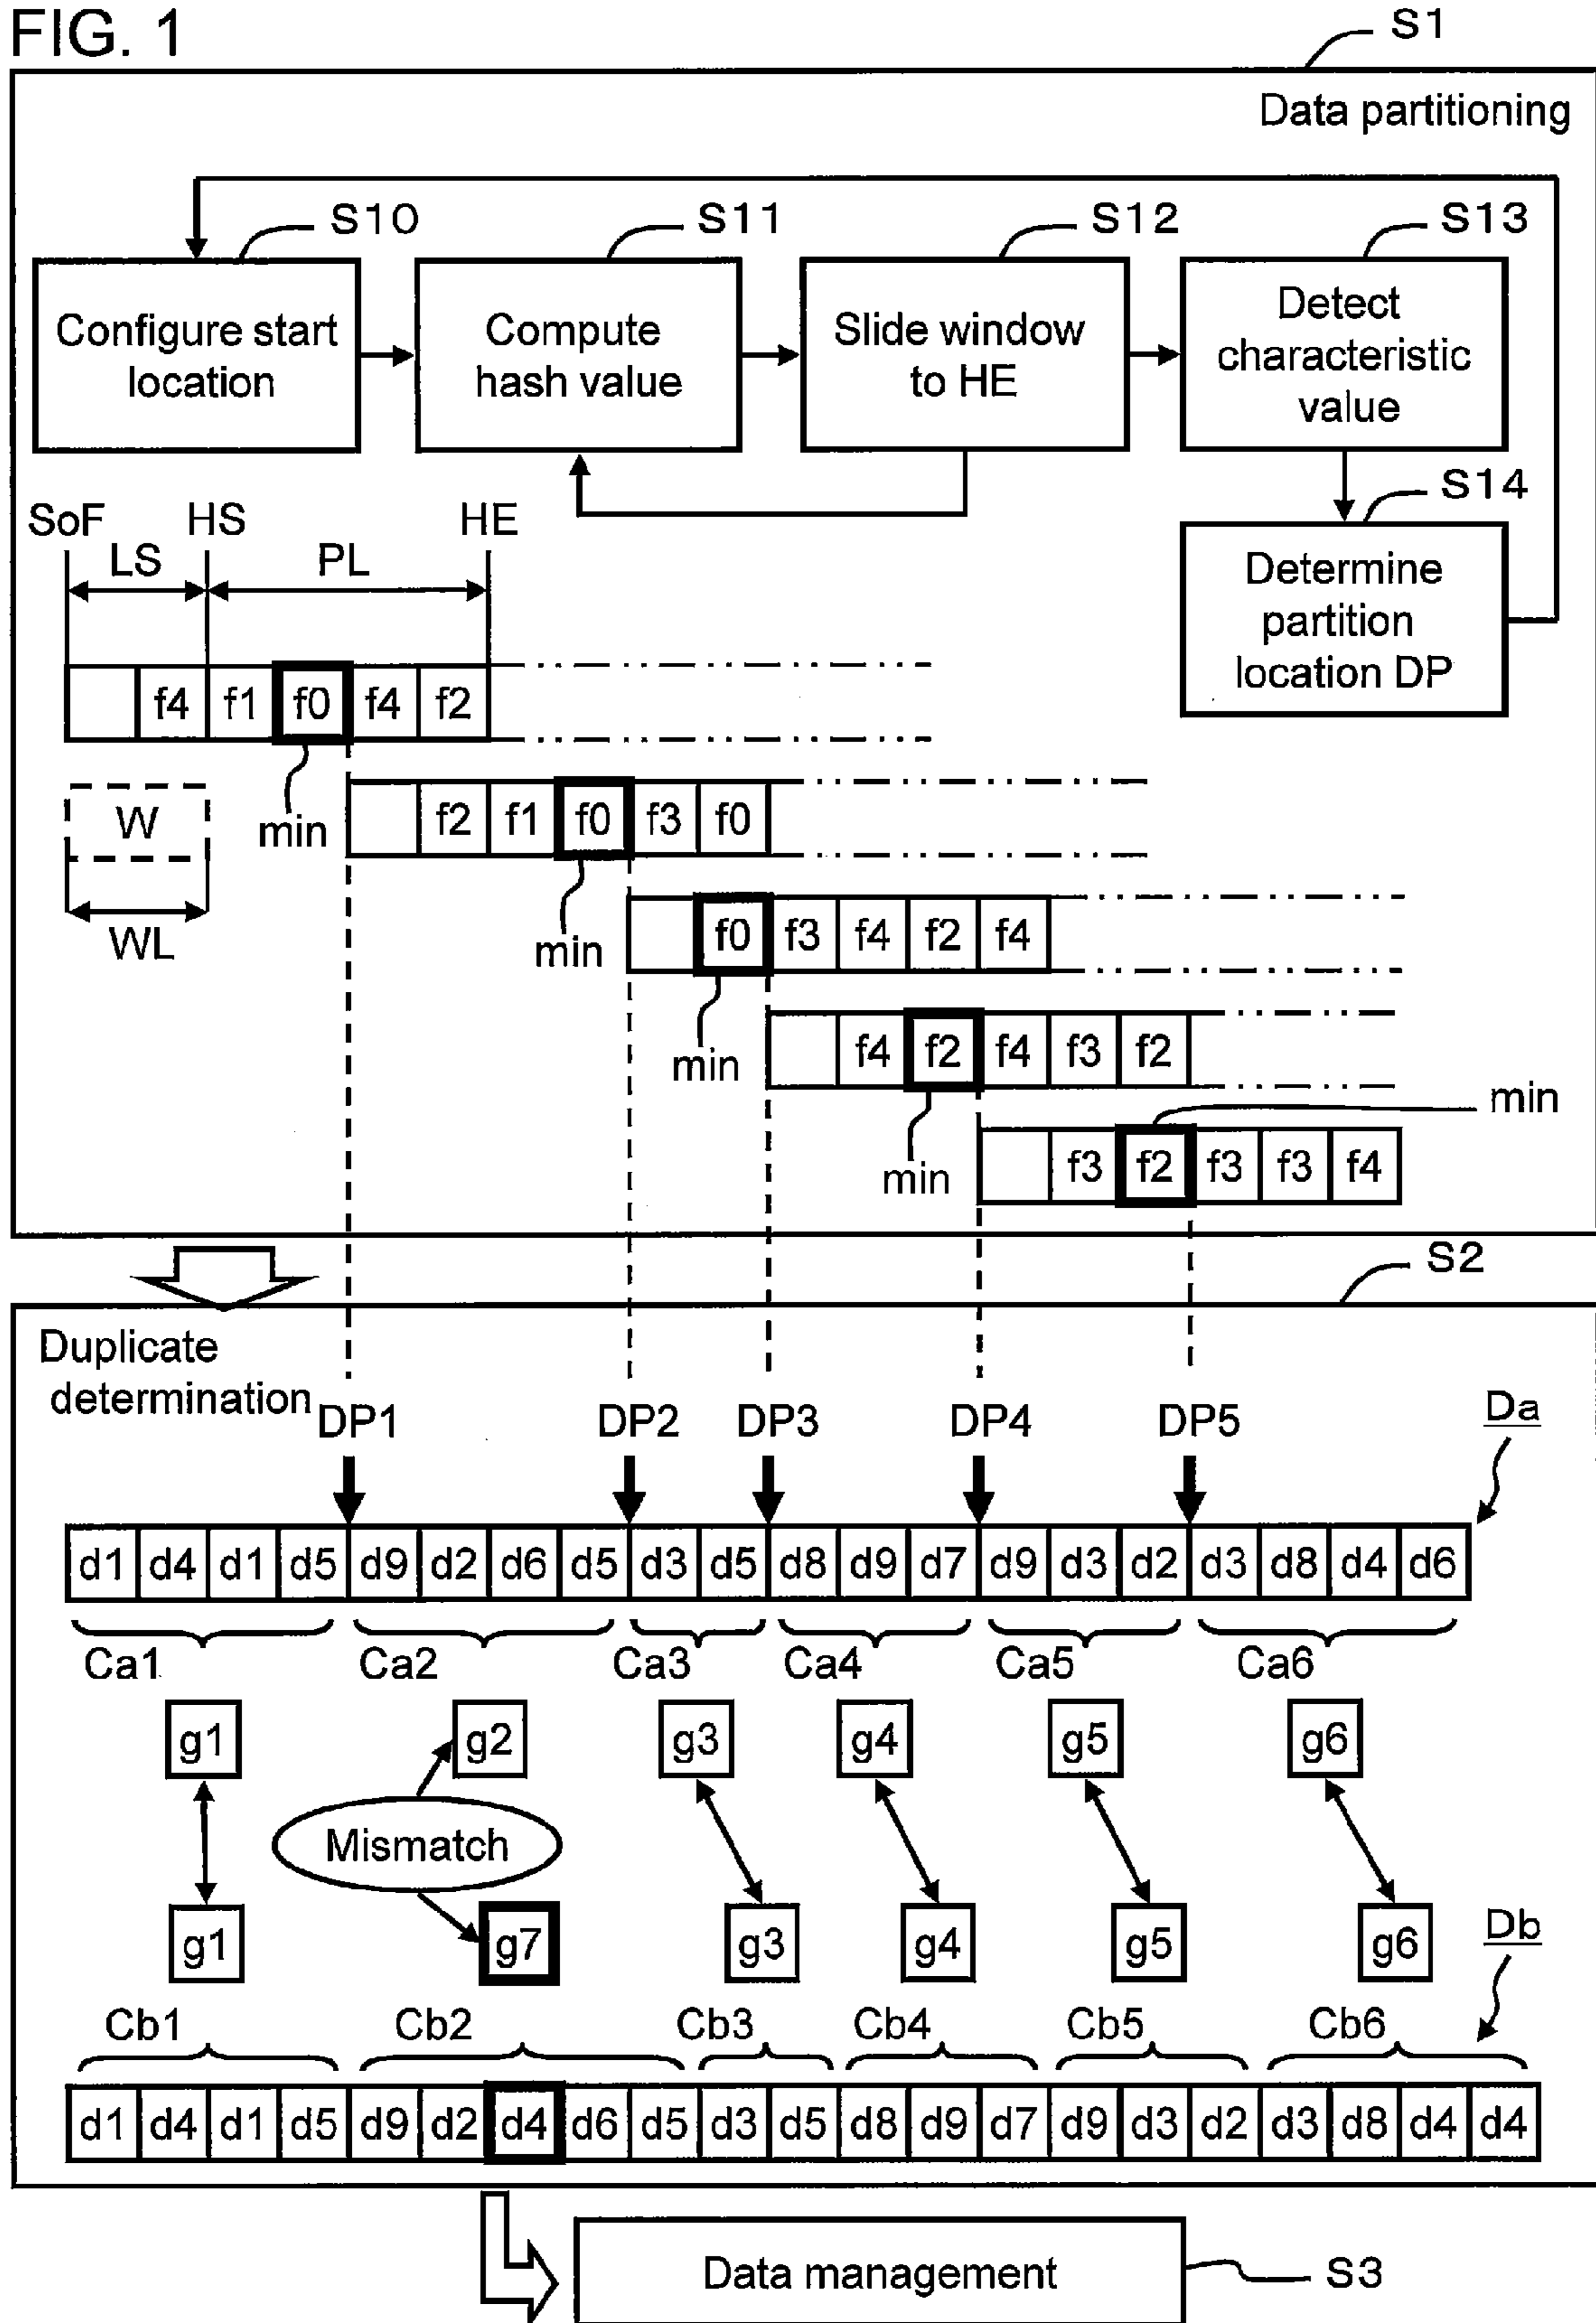 FIG. 1
S1
Data partitioning
S10
S11
S12
S13
Configure start
location
Compute
hash value
Slide window
to HE
Detect
characteristic
value
S14
Determine
partition
location DP
SoF HS HE
LS PL
f4 f1 f0 f4 f2
min
W
WL
f2 f1 f0 f3 f0
min
f0 f3 f4 f2 f4
min
f4 f2 f4 f3 f2
min
f3 f2 f3 f3 f4
min
S2
Duplicate
determination
DP1 DP2 DP3 DP4 DP5
Da
d1 d4 d1 d5 d9 d2 d6 d5 d3 d5 d8 d9 d7 d9 d3 d2 d3 d8 d4 d6
Ca1 Ca2 Ca3 Ca4 Ca5 Ca6
g1 g2 g3 g4 g5 g6
Mismatch
g1 g7 g3 g4 g5 g6
Db
Cb1 Cb2 Cb3 Cb4 Cb5 Cb6
d1 d4 d1 d5 d9 d2 d4 d6 d5 d3 d5 d8 d9 d7 d9 d3 d2 d3 d8 d4 d4
Data management
S3